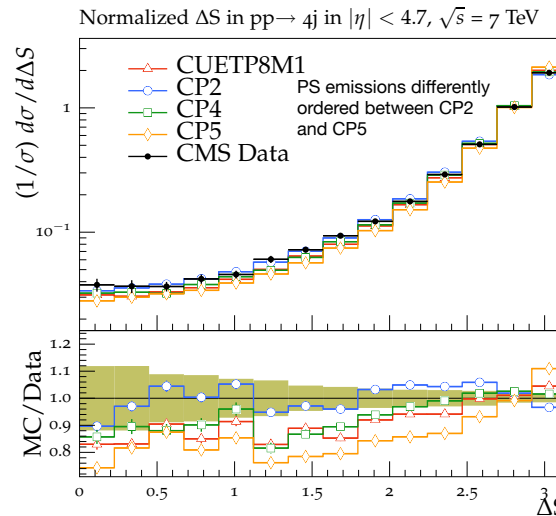 Normalized ΔS in pp→ 4j in |η| < 4.7, √s = 7 TeV
(1/σ) dσ/dΔS
1
10⁻¹
CUETP8M1
CP2
CP4
CP5
CMS Data
PS emissions differently
ordered between CP2
and CP5
MC/Data
1.2
1.1
1.0
0.9
0.8
0 0.5 1 1.5 2 2.5 3
ΔS